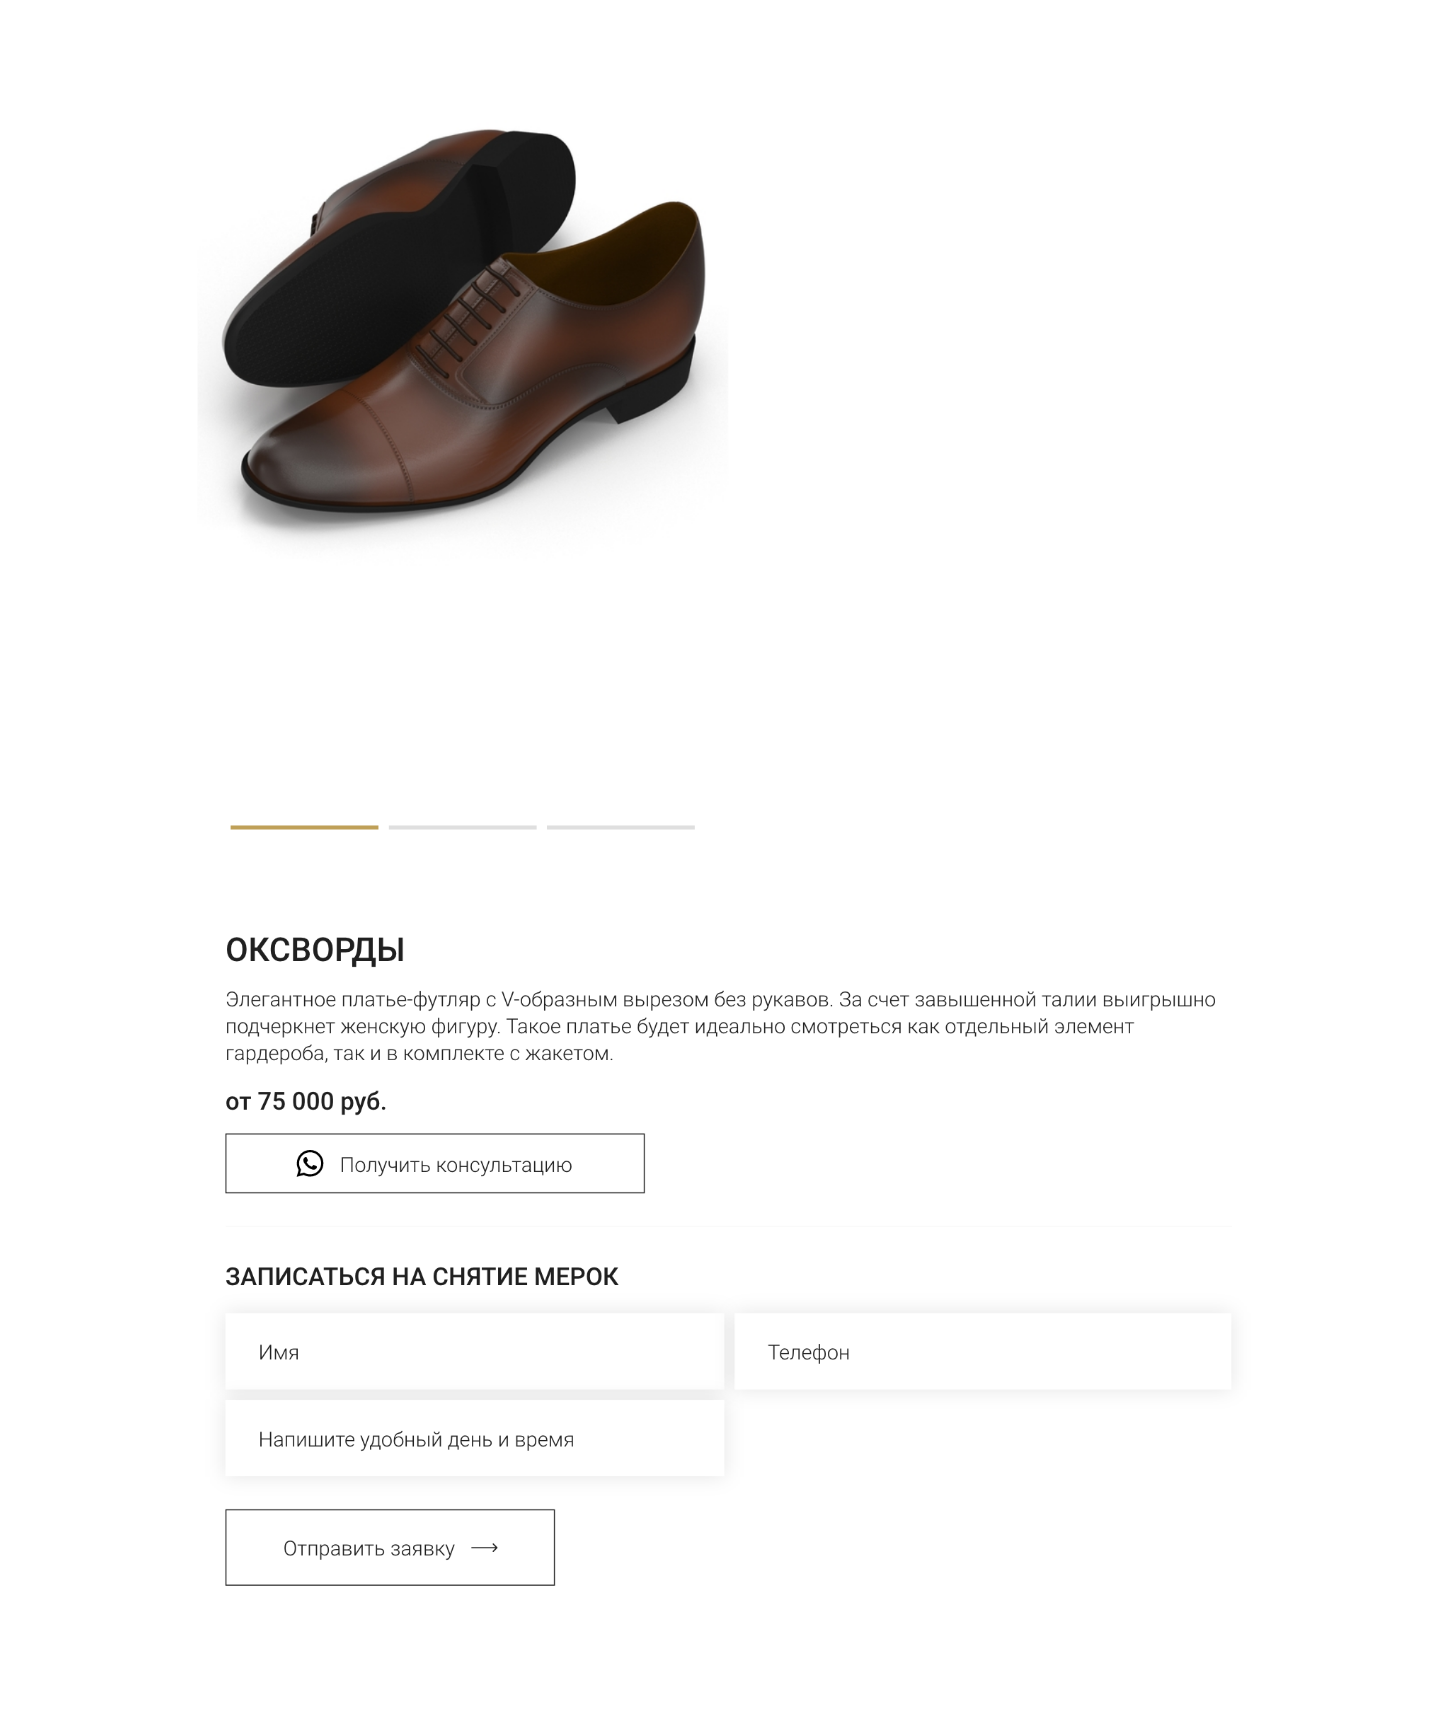 ОКСВОРДЫ
Элегантное платье-футляр с V-образным вырезом без рукавов. За счет завышенной талии выигрышно
подчеркнет женскую фигуру. Такое платье будет идеально смотреться как отдельный элемент
гардероба, так и в комплекте с жакетом.
от 75 000 руб.
Получить консультацию
ЗАПИСАТЬСЯ НА СНЯТИЕ МЕРОК
Имя
Телефон
Напишите удобный день и время
Отправить заявку